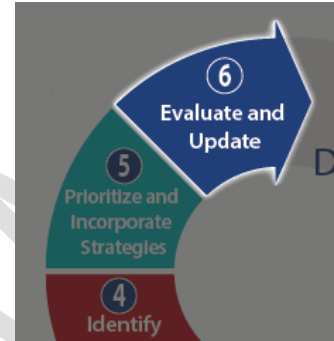 6
Evaluate and
Update
D
5
Prioritize and
Incorporate
Strategies
4
Identify